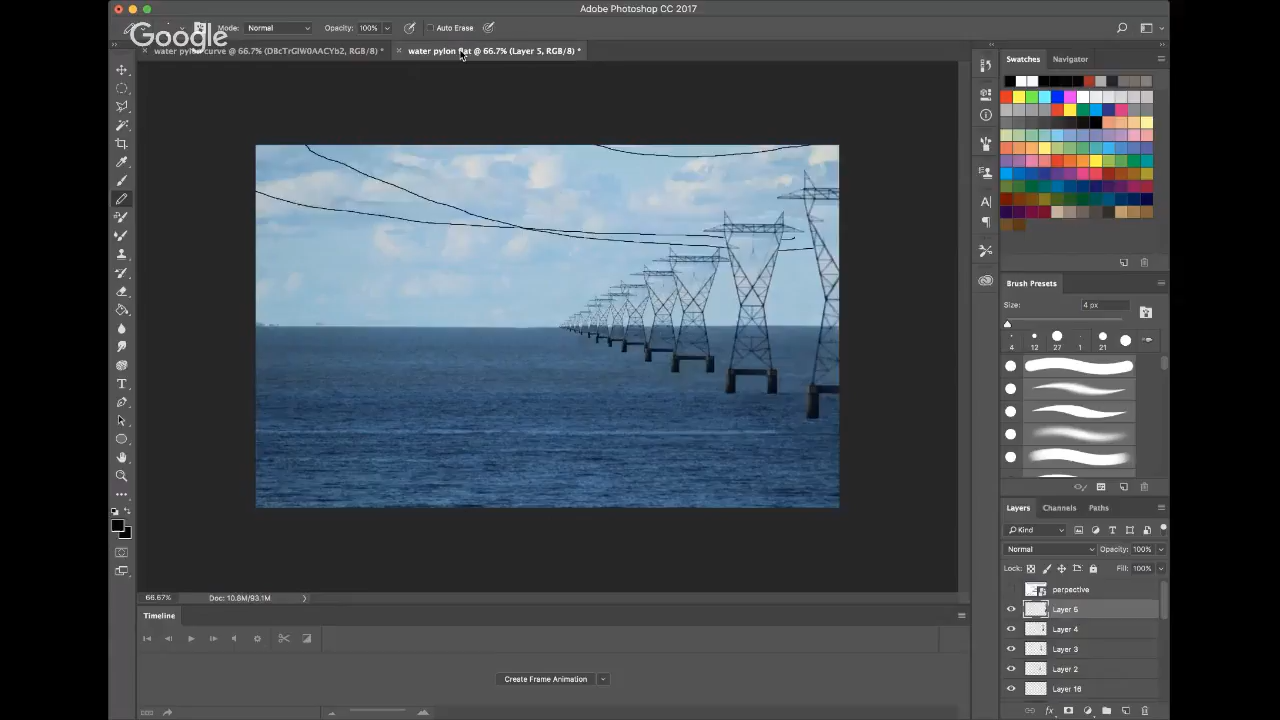 Adobe Photoshop CC 2017
Mode: Normal Opacity: 100% Auto Erase
Google
water pylon curve @ 66.7% (DBcTrGIW0AACYb2, RGB/8) *
water pylon flat @ 66.7% (Layer 5, RGB/8) *
Swatches Navigator
Brush Presets
Size: 4 px
4 12 27 1 21
Layers Channels Paths
Kind
Normal Opacity: 100%
Lock: Fill: 100%
perspective
Layer 5
Layer 4
Layer 3
Layer 2
Layer 16
66.67% Doc: 10.8M/93.1M
Timeline
Create Frame Animation